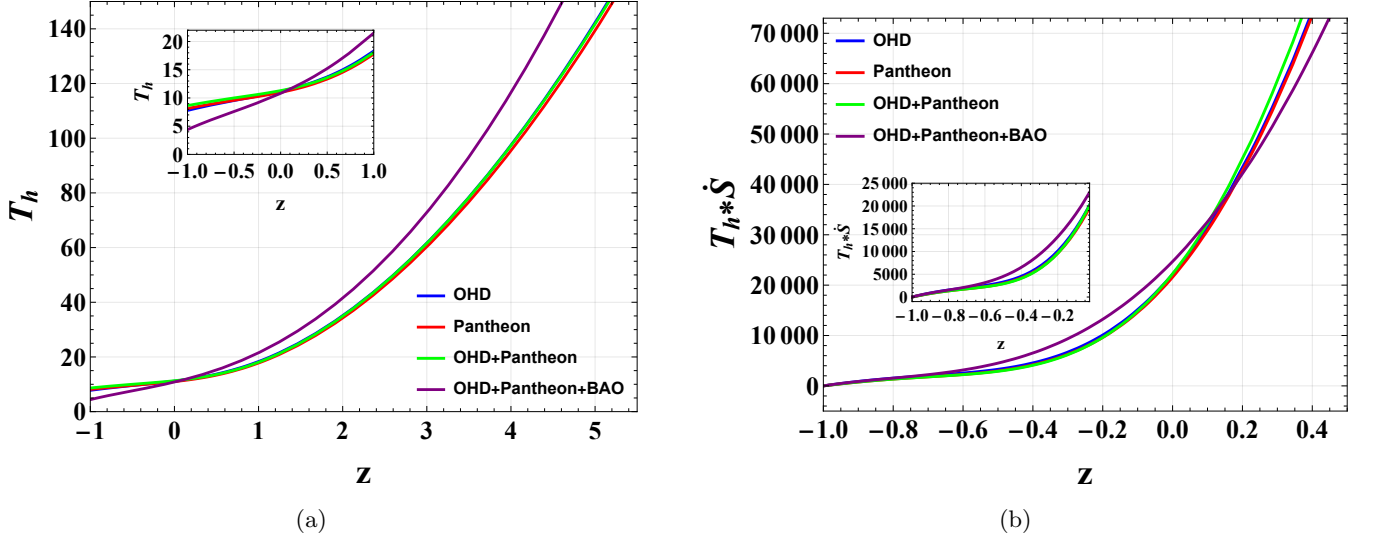 T_h
140
120
100
80
60
40
20
0
-1 0 1 2 3 4 5
z
T_h
20
15
10
5
0
-1.0 -0.5 0.0 0.5 1.0
z
OHD
Pantheon
OHD+Pantheon
OHD+Pantheon+BAO
(a)
T_h*Ṡ
70 000
60 000
50 000
40 000
30 000
20 000
10 000
0
-1.0 -0.8 -0.6 -0.4 -0.2 0.0 0.2 0.4
z
OHD
Pantheon
OHD+Pantheon
OHD+Pantheon+BAO
T_h*Ṡ
25 000
20 000
15 000
10 000
5000
0
-1.0 -0.8 -0.6 -0.4 -0.2
z
(b)